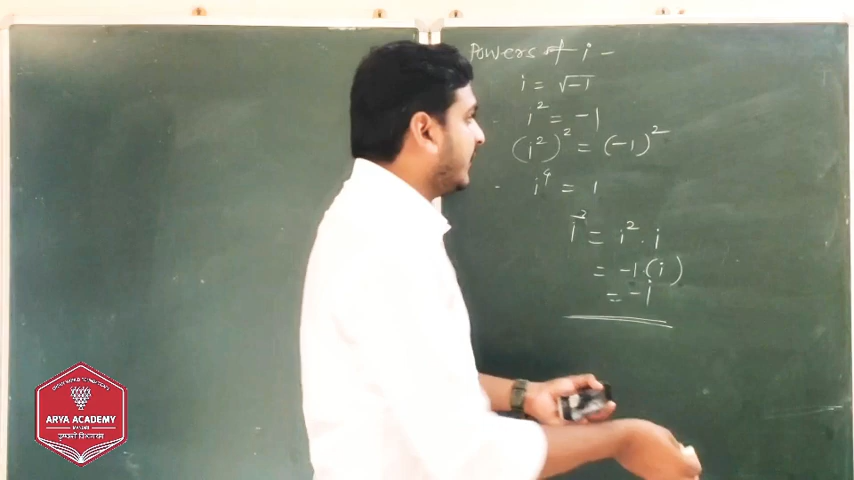 Powers of i -
i = √-1
i² = -1
(i²)² = (-1)²
i⁴ = 1
i³ = i² . i
= -1.(i)
= -i
ARYA ACADEMY